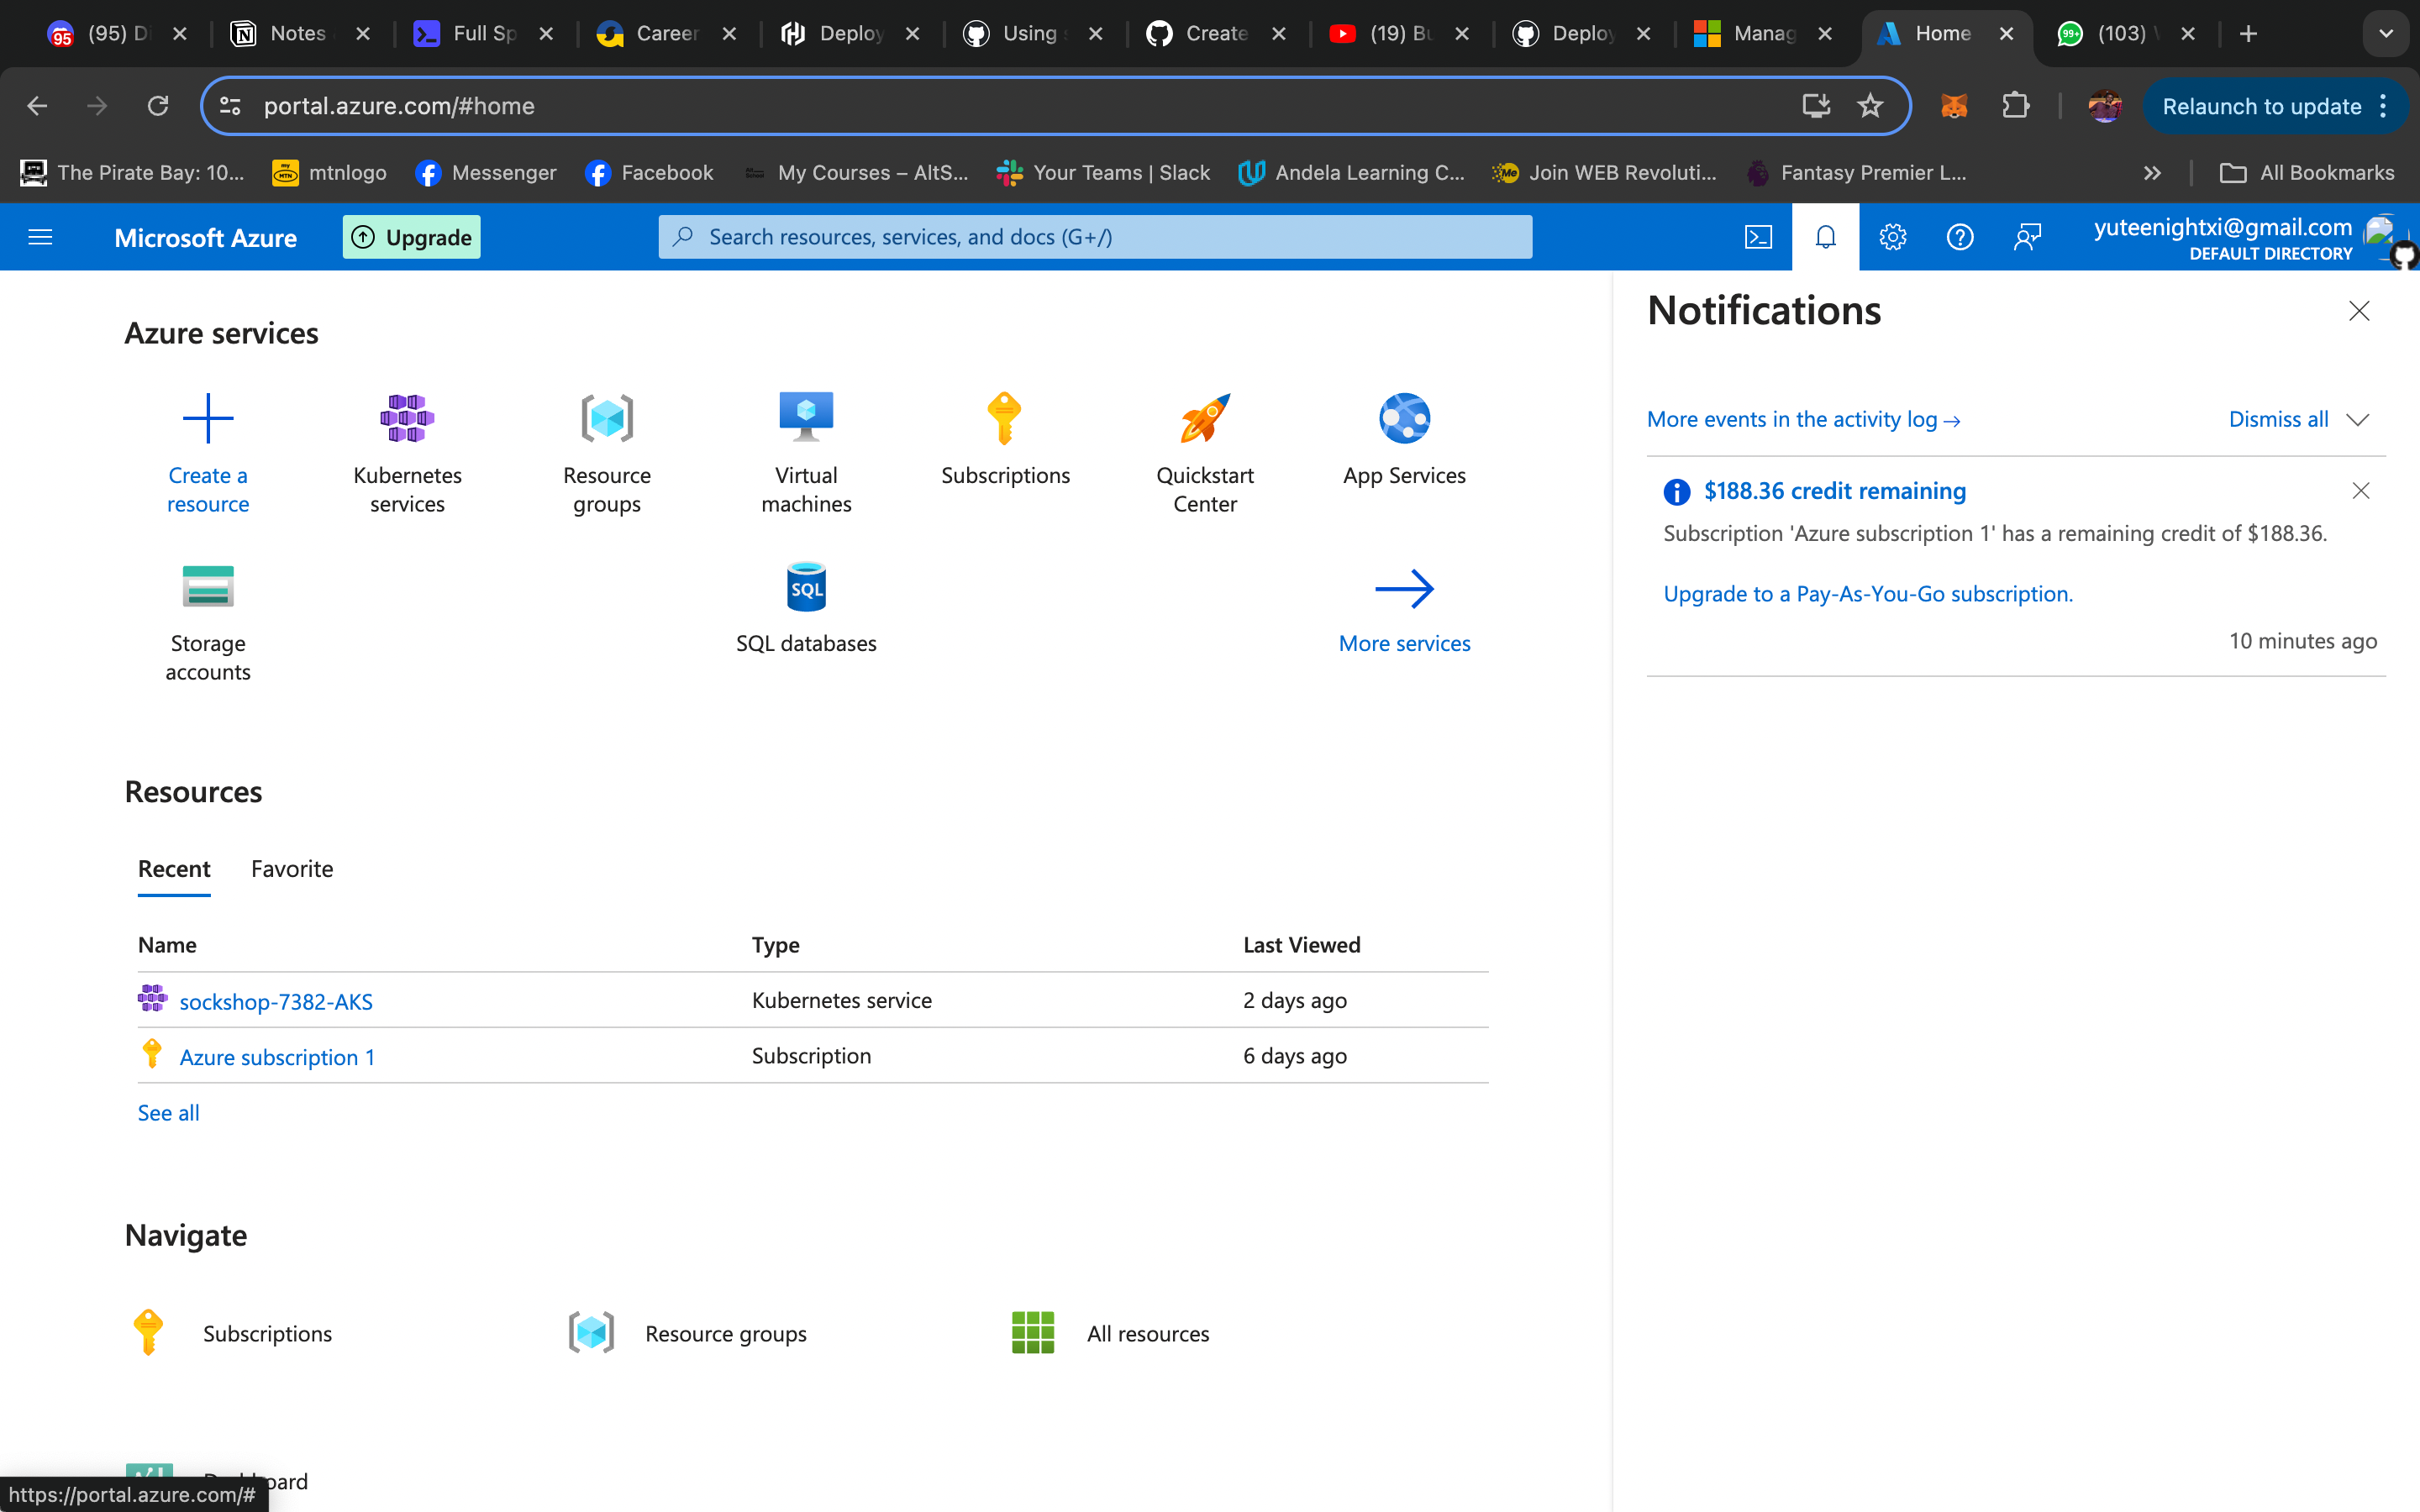 95
(95) Di
Notes
Full Sp
Career
Deploy
Using s
Create
(19) Bu
Deploy
Manag
Home
99+
(103) W
portal.azure.com/#home
Relaunch to update
The Pirate Bay: 10...
mtnlogo
Messenger
Facebook
My Courses – AltS...
Your Teams | Slack
Andela Learning C...
Join WEB Revoluti...
Fantasy Premier L...
All Bookmarks
Microsoft Azure
Upgrade
Search resources, services, and docs (G+/)
yuteenightxi@gmail.com
DEFAULT DIRECTORY
Azure services
Create a
resource
Kubernetes
services
Resource
groups
Virtual
machines
Subscriptions
Quickstart
Center
App Services
Storage
accounts
SQL
SQL databases
More services
Resources
Recent
Favorite
Name Type Last Viewed
sockshop-7382-AKS Kubernetes service 2 days ago
Azure subscription 1 Subscription 6 days ago
See all
Navigate
Subscriptions
Resource groups
All resources
https://portal.azure.com/#
Notifications
More events in the activity log →
Dismiss all
$188.36 credit remaining
Subscription 'Azure subscription 1' has a remaining credit of $188.36.
Upgrade to a Pay-As-You-Go subscription.
10 minutes ago